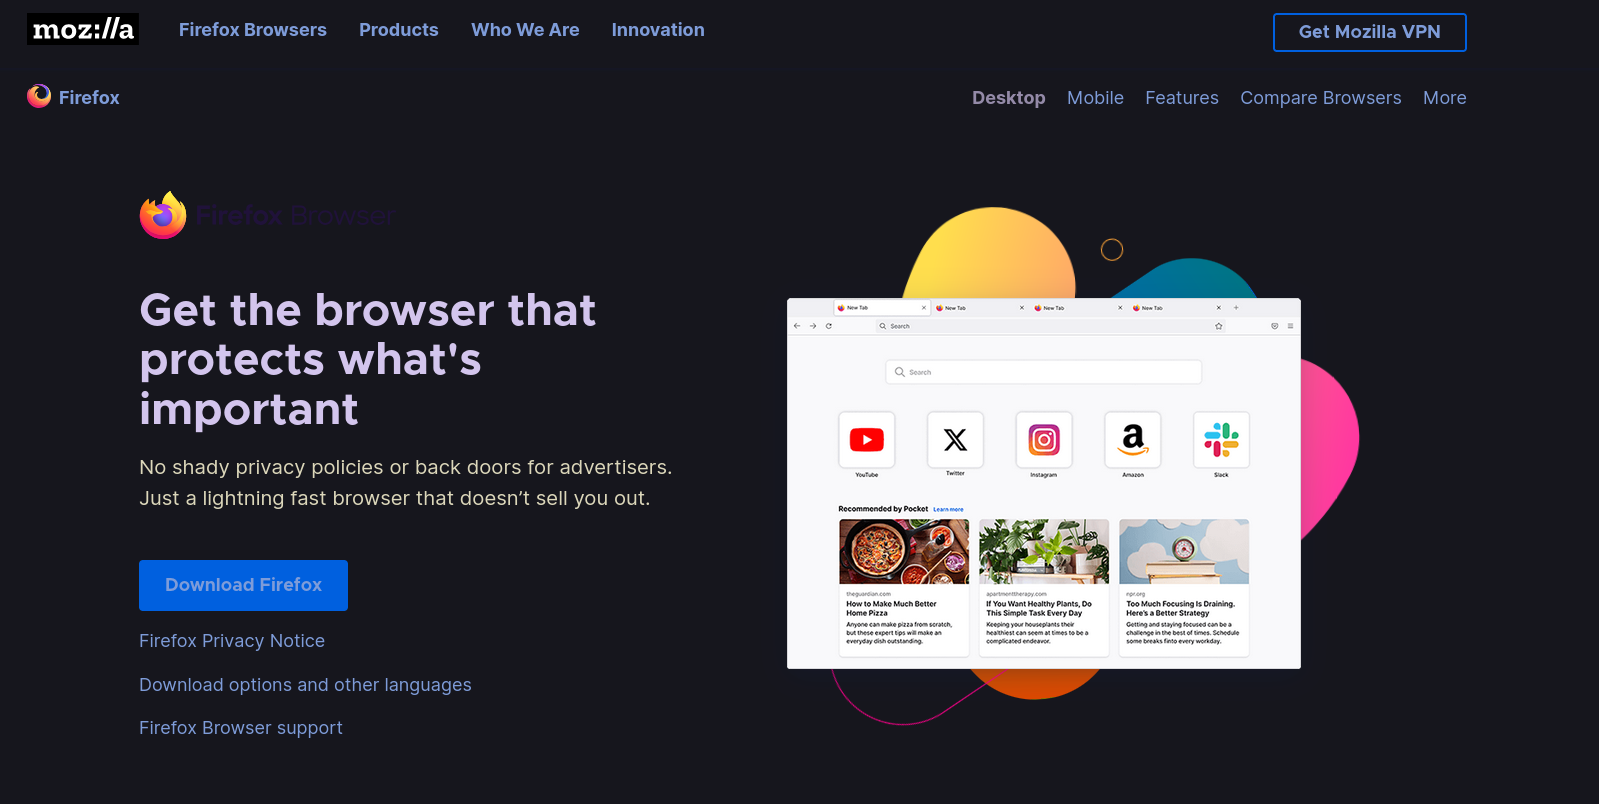 moz://a
Firefox Browsers Products Who We Are Innovation
Get Mozilla VPN
Firefox
Desktop Mobile Features Compare Browsers More
Firefox Browser
Get the browser that
protects what's
important
No shady privacy policies or back doors for advertisers.
Just a lightning fast browser that doesn’t sell you out.
Download Firefox
Firefox Privacy Notice
Download options and other languages
Firefox Browser support
New Tab New Tab New Tab New Tab
Search
Search
YouTube Twitter Instagram Amazon Slack
Recommended by Pocket Learn more
theguardian.com
How to Make Much Better
Home Pizza
Anyone can make pizza from scratch,
but these expert tips will make an
everyday dish outstanding.
apartmenttherapy.com
If You Want Healthy Plants, Do
This Simple Task Every Day
Keeping your houseplants their
healthiest can seem at times to be a
complicated endeavor.
npr.org
Too Much Focusing Is Draining.
Here's a Better Strategy
Getting and staying focused can be a
challenge in the best of times. Schedule
some breaks finto every workday.